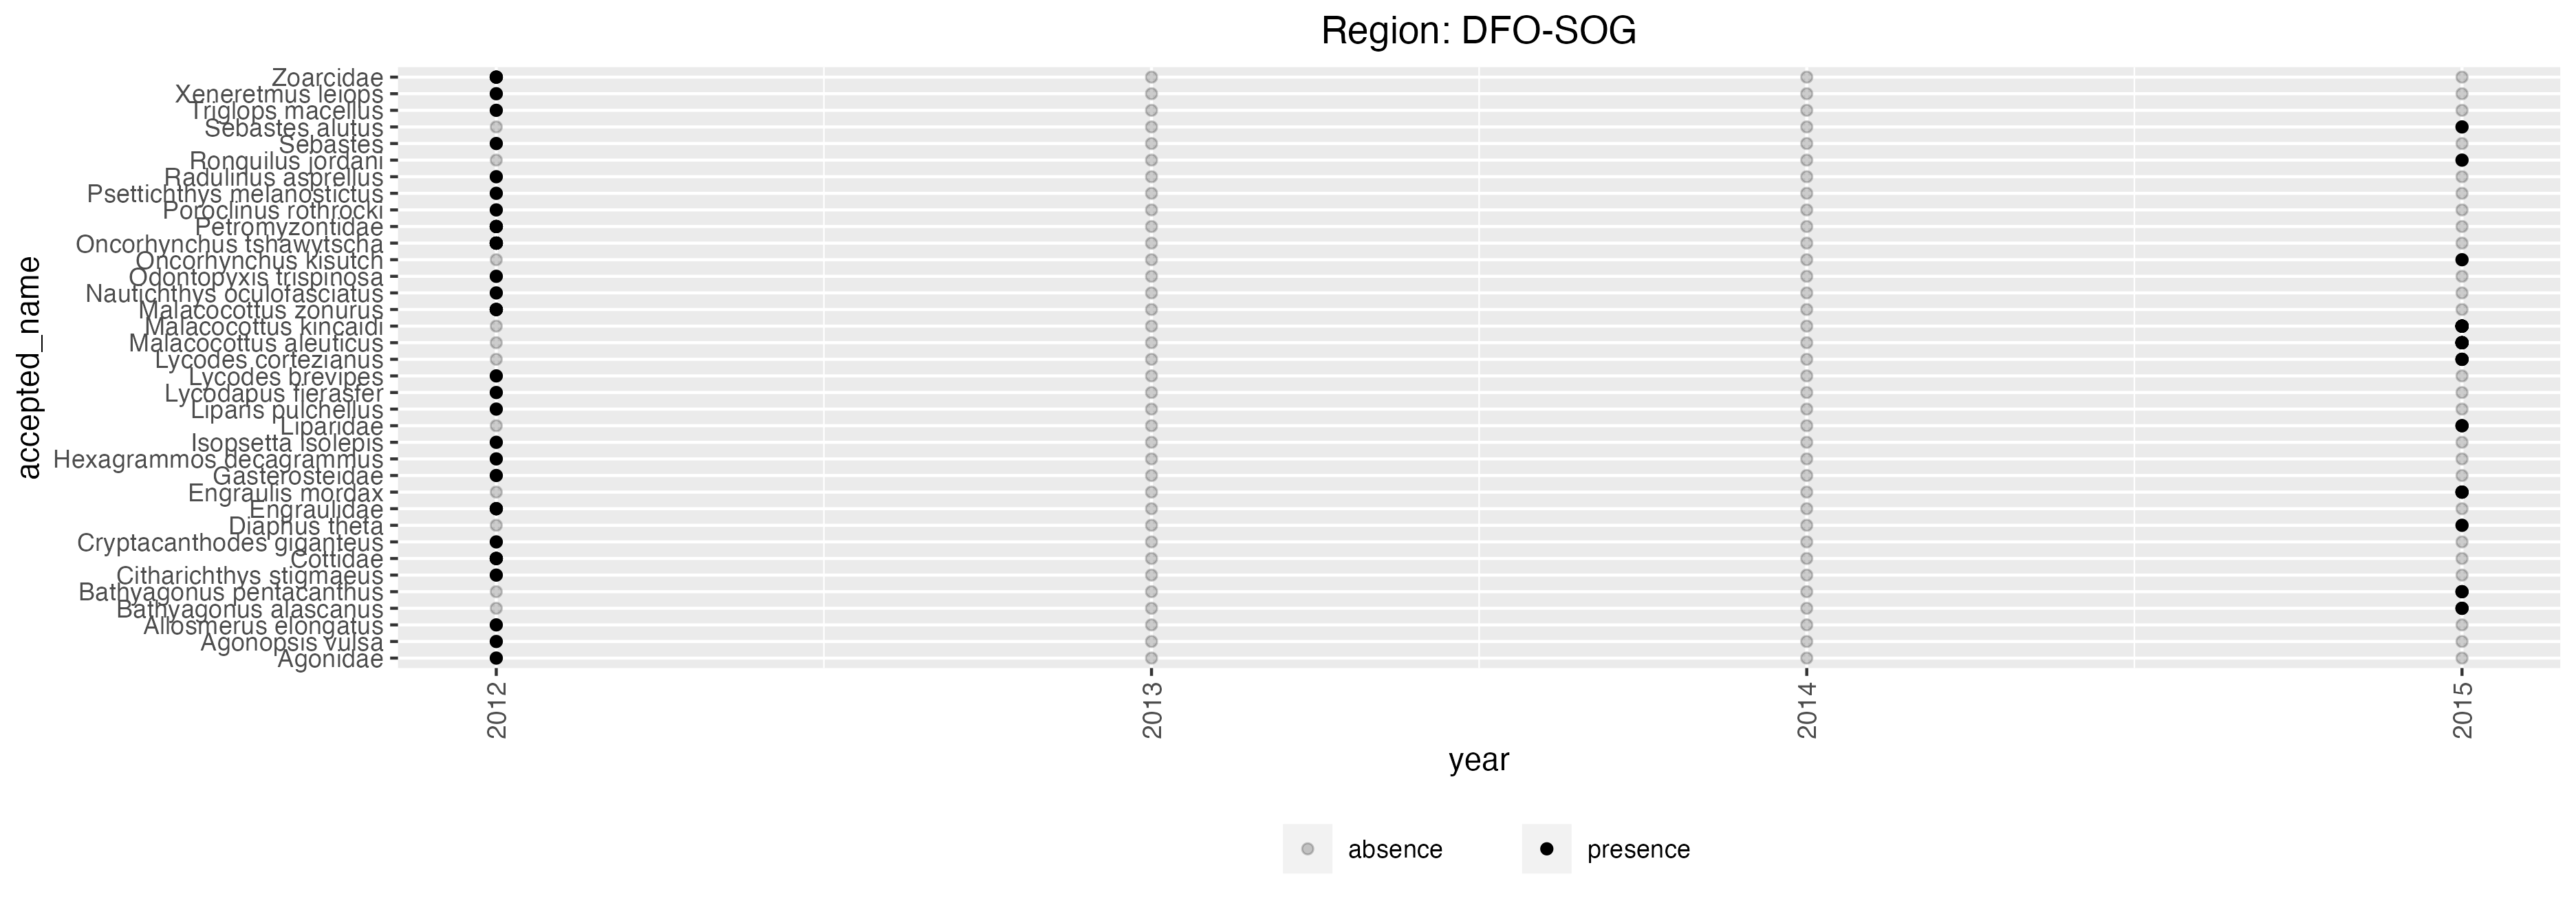 Region: DFO-SOG
Zoarcidae
Xeneretmus leiops
Triglops macellus
Sebastes alutus
Sebastes
Ronquilus jordani
Radulinus asprellus
Psettichthys melanostictus
Poroclinus rothrocki
Petromyzontidae
Oncorhynchus tshawytscha
Oncorhynchus kisutch
Odontopyxis trispinosa
Nautichthys oculofasciatus
Malacocottus zonurus
Malacocottus kincaidi
Malacocottus aleuticus
Lycodes cortezianus
Lycodes brevipes
Lycodapus fierasfer
Liparis pulchellus
Liparidae
Isopsetta isolepis
Hexagrammos decagrammus
Gasterosteidae
Engraulis mordax
Engraulidae
Diaphus theta
Cryptacanthodes giganteus
Cottidae
Citharichthys stigmaeus
Bathyagonus pentacanthus
Bathyagonus alascanus
Allosmerus elongatus
Agonopsis vulsa
Agonidae
accepted_name
2012
2013
2014
2015
year
absence
presence